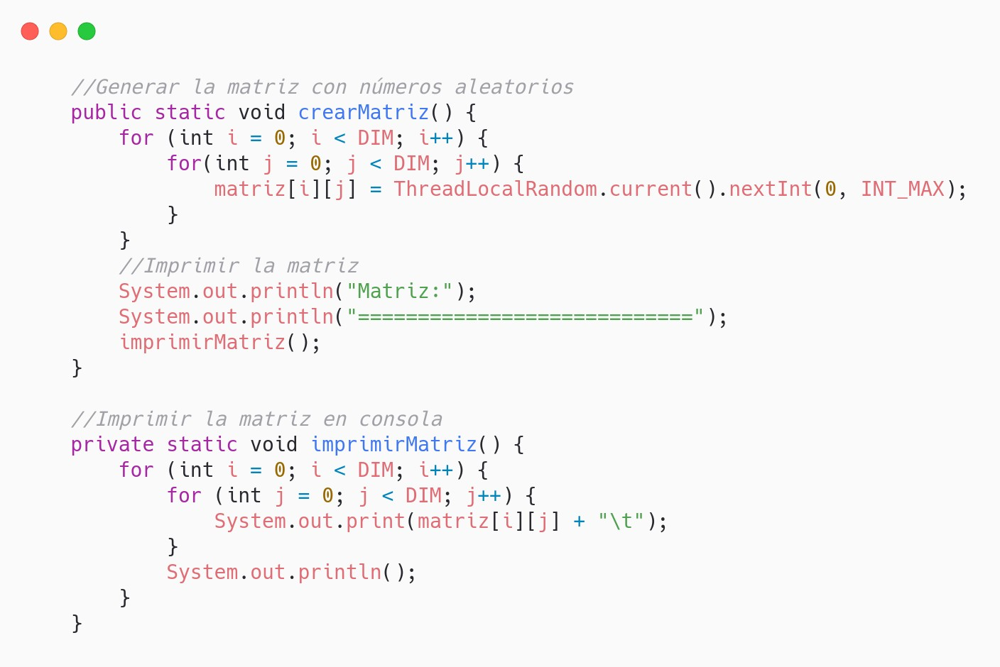 //Generar la matriz con números aleatorios
public static void crearMatriz() {
    for (int i = 0; i < DIM; i++) {
        for(int j = 0; j < DIM; j++) {
            matriz[i][j] = ThreadLocalRandom.current().nextInt(0, INT_MAX);
        }
    }
    //Imprimir la matriz
    System.out.println("Matriz:");
    System.out.println("============================");
    imprimirMatriz();
}

//Imprimir la matriz en consola
private static void imprimirMatriz() {
    for (int i = 0; i < DIM; i++) {
        for (int j = 0; j < DIM; j++) {
            System.out.print(matriz[i][j] + "\t");
        }
        System.out.println();
    }
}